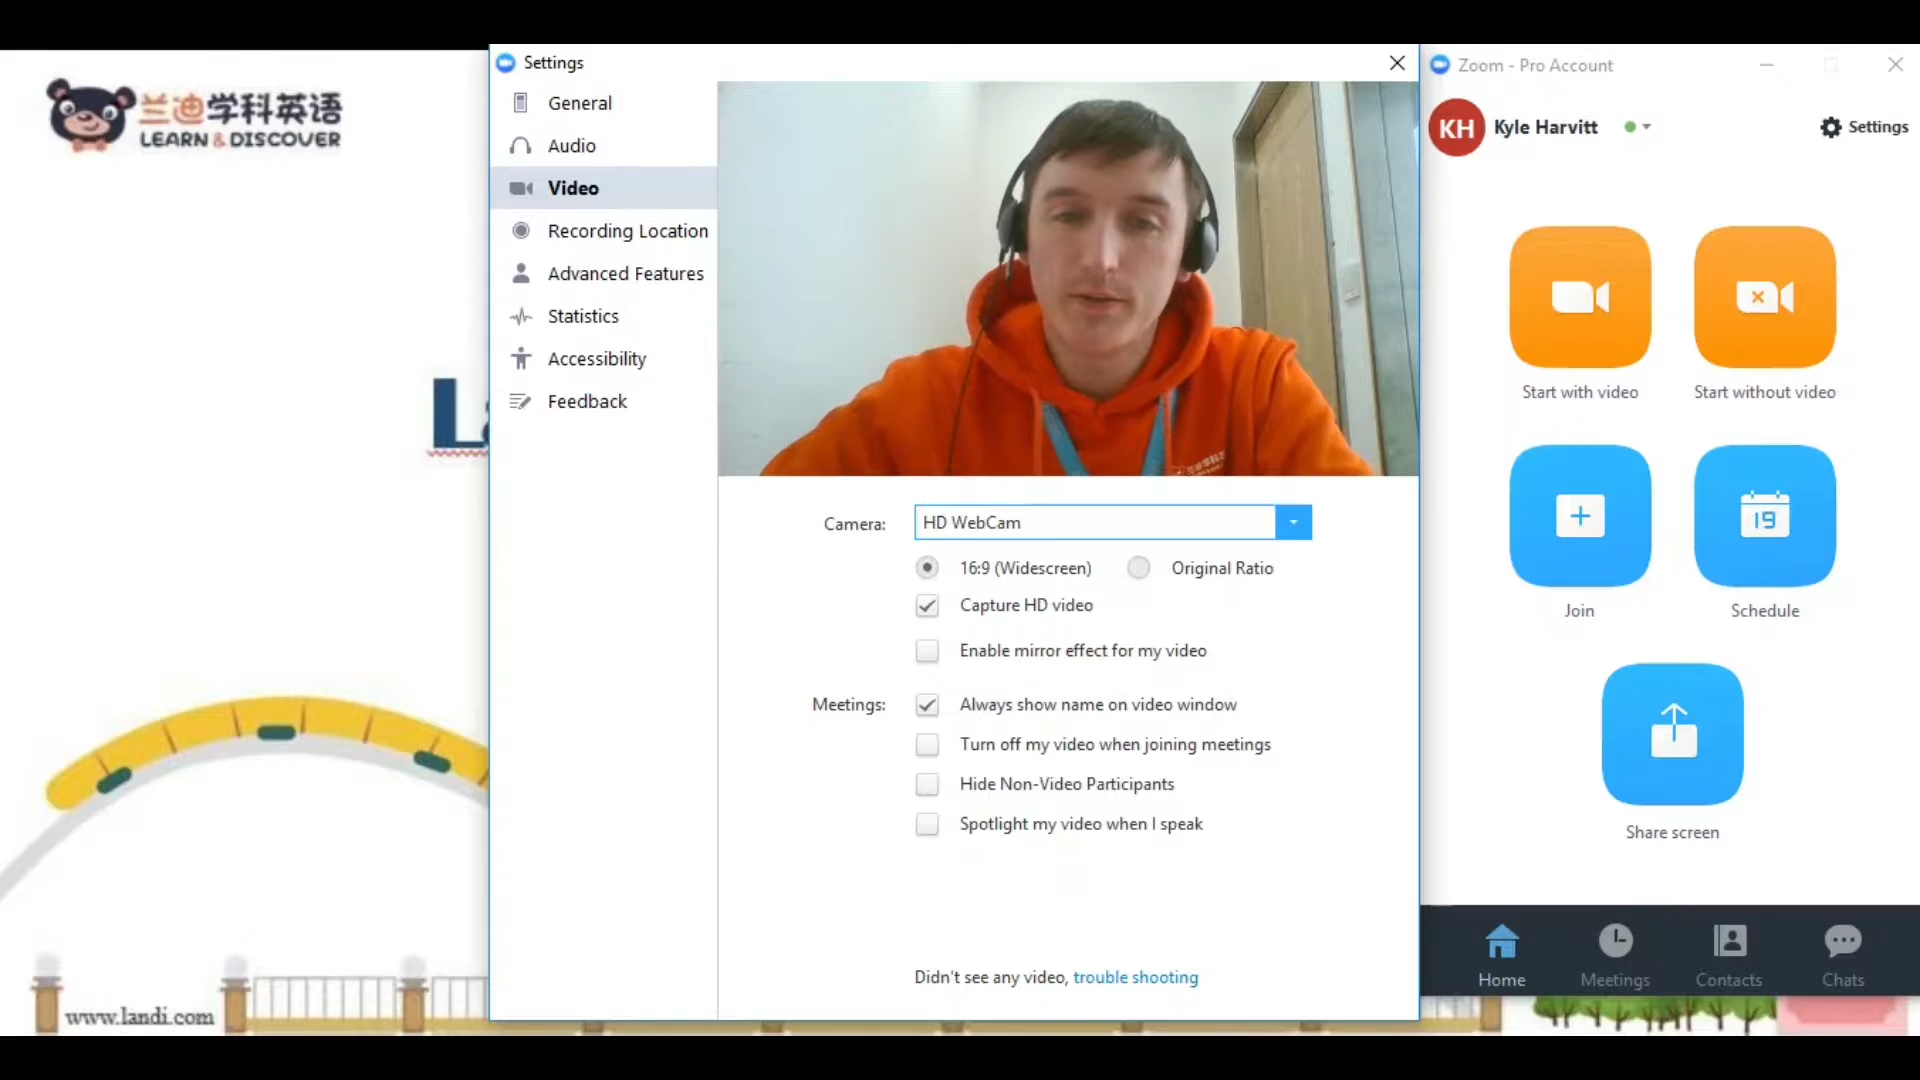 兰迪学科英语
LEARN & DISCOVER
La
www.landi.com
Settings
General
Audio
Video
Recording Location
Advanced Features
Statistics
Accessibility
Feedback
Camera:
HD WebCam
16:9 (Widescreen)
Original Ratio
Capture HD video
Enable mirror effect for my video
Meetings:
Always show name on video window
Turn off my video when joining meetings
Hide Non-Video Participants
Spotlight my video when I speak
Didn't see any video, trouble shooting
Zoom - Pro Account
KH
Kyle Harvitt
Settings
Start with video
Start without video
19
Join
Schedule
Share screen
Home
Meetings
Contacts
Chats